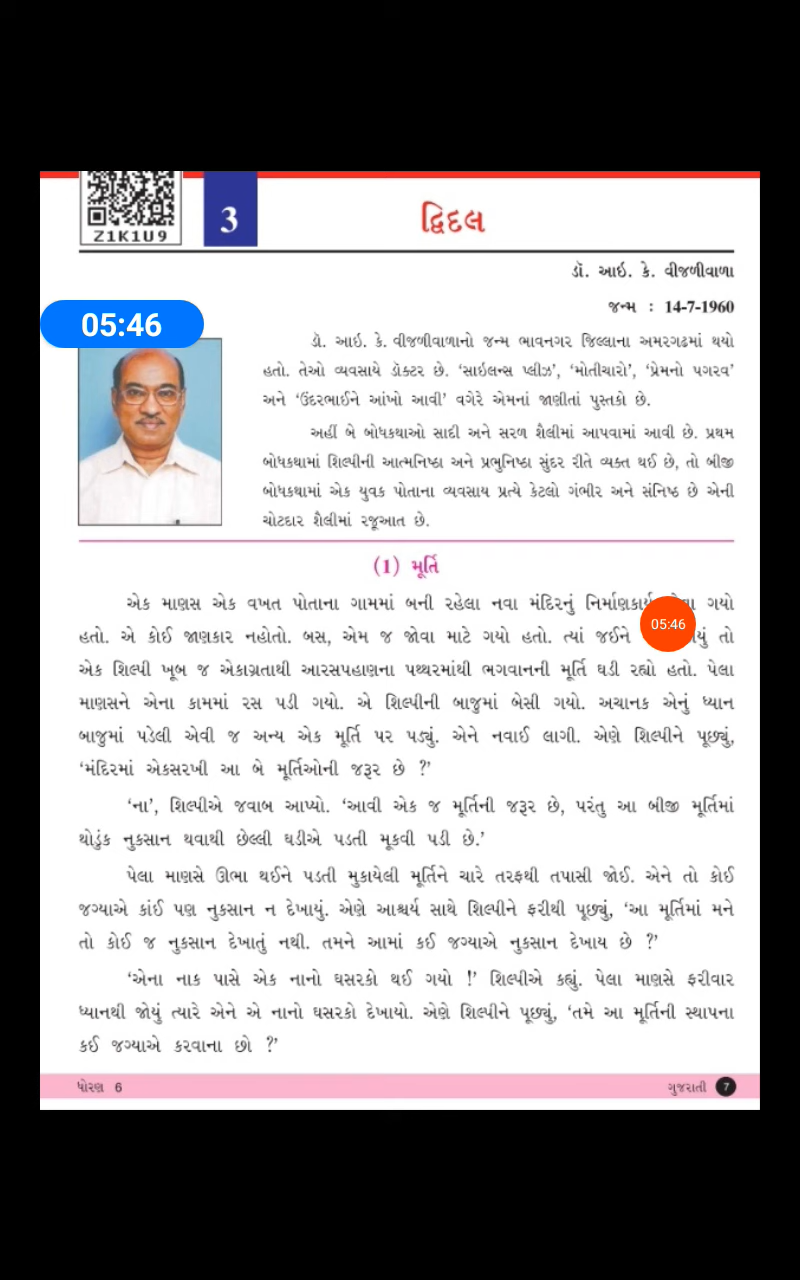 Z1K1U9
3
દ્વિદલ
ડૉ. આઇ. કે. વીજળીવાળા
જન્મ : 14-7-1960
05:46
ડૉ. આઇ. કે. વીજળીવાળાનો જન્મ ભાવનગર જિલ્લાના અમરગઢમાં થયો
હતો. તેઓ વ્યવસાયે ડૉક્ટર છે. ‘સાઇલન્સ પ્લીઝ’, ‘મોતીચારો’, ‘પ્રેમનો પગરવ’
અને ‘ઉંદરભાઈને આંખો આવી’ વગેરે એમનાં જાણીતાં પુસ્તકો છે.
અહીં બે બોધકથાઓ સાદી અને સરળ શૈલીમાં આપવામાં આવી છે. પ્રથમ
બોધકથામાં શિલ્પીની આત્મનિષ્ઠા અને પ્રભુનિષ્ઠા સુંદર રીતે વ્યક્ત થઈ છે, તો બીજી
બોધકથામાં એક યુવક પોતાના વ્યવસાય પ્રત્યે કેટલો ગંભીર અને સંનિષ્ઠ છે એની
ચોટદાર શૈલીમાં રજૂઆત છે.
(1) મૂર્તિ
એક માણસ એક વખત પોતાના ગામમાં બની રહેલા નવા મંદિરનું નિર્માણકાર્ય ગયો
હતો. એ કોઈ જાણકાર નહોતો. બસ, એમ જ જોવા માટે ગયો હતો. ત્યાં જઈને 05:46 તો
એક શિલ્પી ખૂબ જ એકાગ્રતાથી આરસપહાણના પથ્થરમાંથી ભગવાનની મૂર્તિ ઘડી રહ્યો હતો. પેલા
માણસને એના કામમાં રસ પડી ગયો. એ શિલ્પીની બાજુમાં બેસી ગયો. અચાનક એનું ધ્યાન
બાજુમાં પડેલી એવી જ અન્ય એક મૂર્તિ પર પડ્યું. એને નવાઈ લાગી. એણે શિલ્પીને પૂછ્યું,
‘મંદિરમાં એકસરખી આ બે મૂર્તિઓની જરૂર છે ?’
‘ના’, શિલ્પીએ જવાબ આપ્યો. ‘આવી એક જ મૂર્તિની જરૂર છે, પરંતુ આ બીજી મૂર્તિમાં
થોડુંક નુકસાન થવાથી છેલ્લી ઘડીએ પડતી મૂકવી પડી છે.’
પેલા માણસે ઊભા થઈને પડતી મુકાયેલી મૂર્તિને ચારે તરફથી તપાસી જોઈ. એને તો કોઈ
જગ્યાએ કાંઈ પણ નુકસાન ન દેખાયું. એણે આશ્ચર્ય સાથે શિલ્પીને ફરીથી પૂછ્યું, ‘આ મૂર્તિમાં મને
તો કોઈ જ નુકસાન દેખાતું નથી. તમને આમાં કઈ જગ્યાએ નુકસાન દેખાય છે ?’
‘એના નાક પાસે એક નાનો ઘસરકો થઈ ગયો !’ શિલ્પીએ કહ્યું. પેલા માણસે ફરીવાર
ધ્યાનથી જોયું ત્યારે એને એ નાનો ઘસરકો દેખાયો. એણે શિલ્પીને પૂછ્યું, ‘તમે આ મૂર્તિની સ્થાપના
કઈ જગ્યાએ કરવાના છો ?’
ધોરણ 6
ગુજરાતી 7